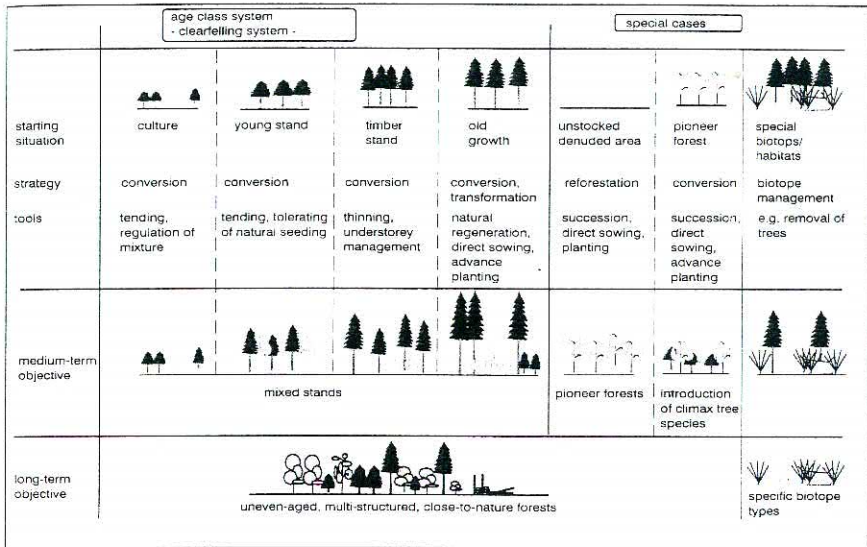 age class system
- clearfelling system -
special cases
starting
situation
culture
young stand
timber
stand
old
growth
unstocked
denuded area
pioneer
forest
special
biotops/
habitats
strategy
conversion
conversion
conversion
conversion,
transformation
reforestation
conversion
biotope
management
tools
tending,
regulation of
mixture
tending, tolerating
of natural seeding
thinning,
understorey
management
natural
regeneration,
direct sowing,
advance
planting
succession,
direct sowing,
planting
succession,
direct
sowing,
advance
planting
e.g. removal of
trees
medium-term
objective
mixed stands
pioneer forests
introduction
of climax tree
species
long-term
objective
uneven-aged, multi-structured, close-to-nature forests
specific biotope
types